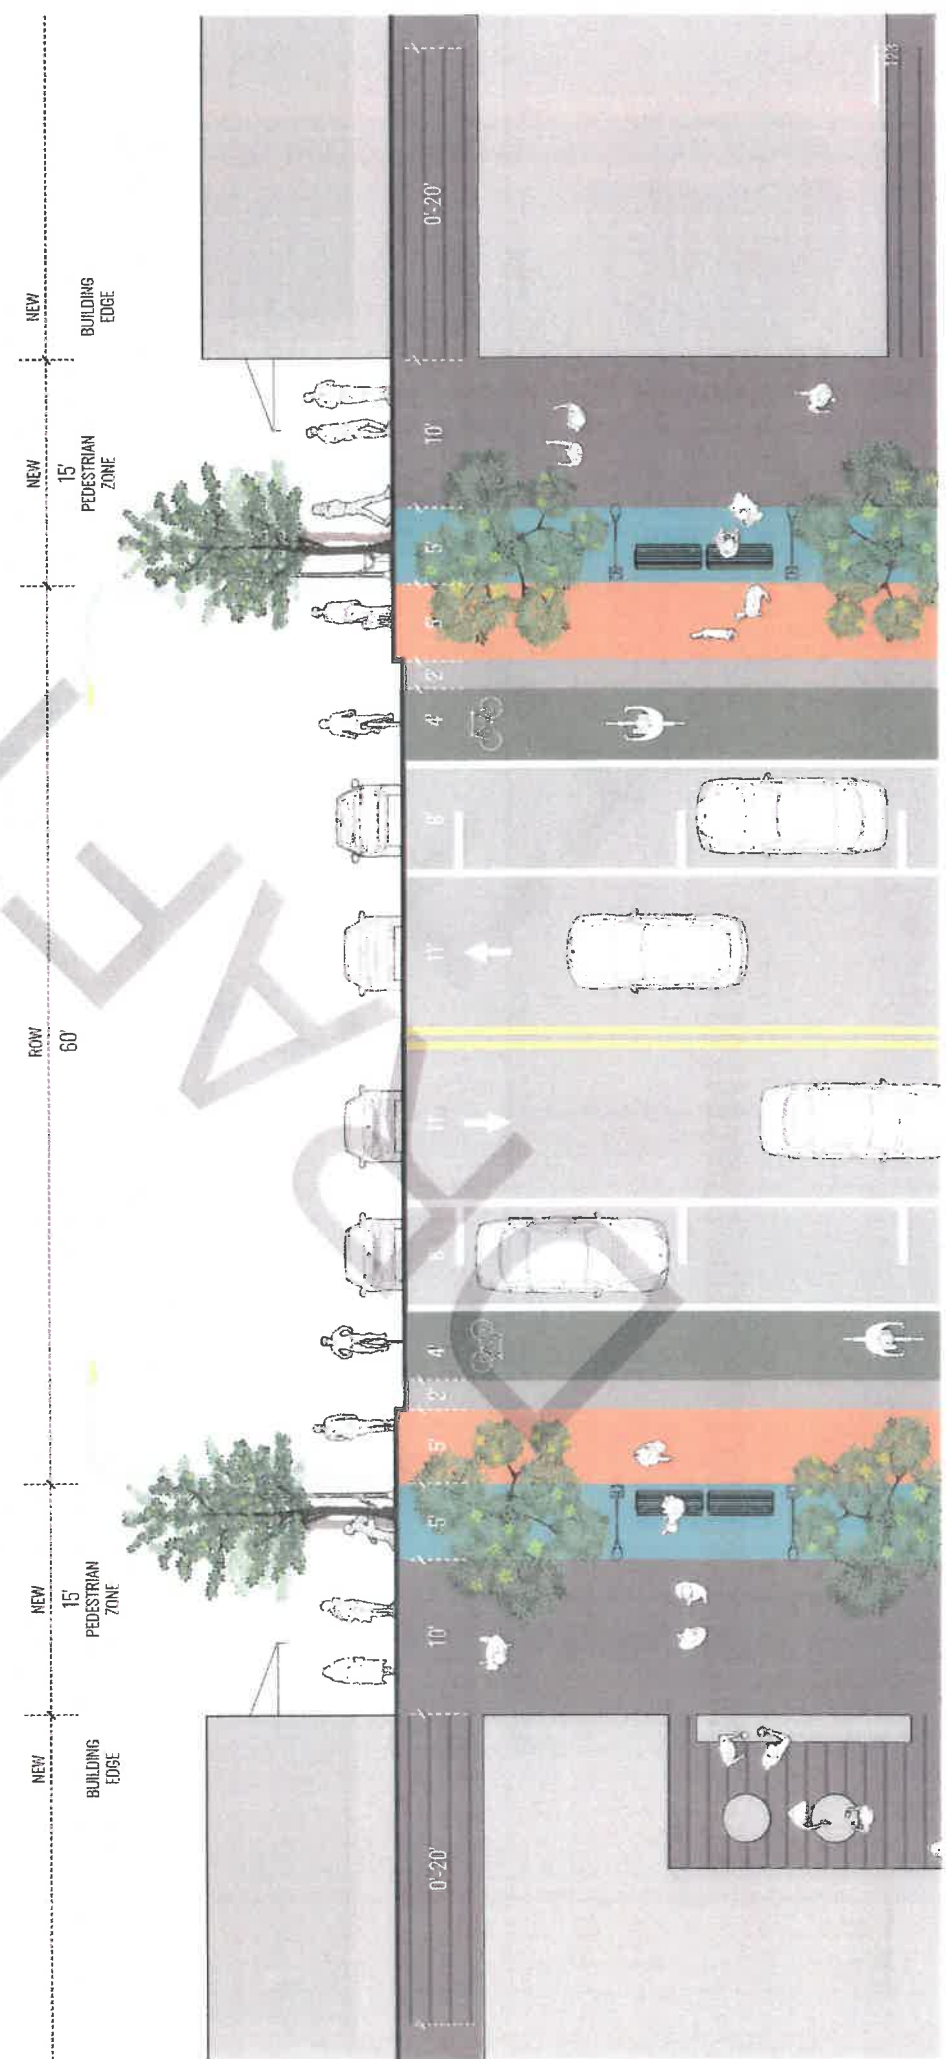 NEW
BUILDING
EDGE
NEW
15'
PEDESTRIAN
ZONE
ROW
60'
NEW
15'
PEDESTRIAN
ZONE
NEW
BUILDING
EDGE
DRAFT
0'-20'
10'
5'
5'
2'
4'
8'
11'
11'
8'
4'
2'
5'
5'
10'
0'-20'
123